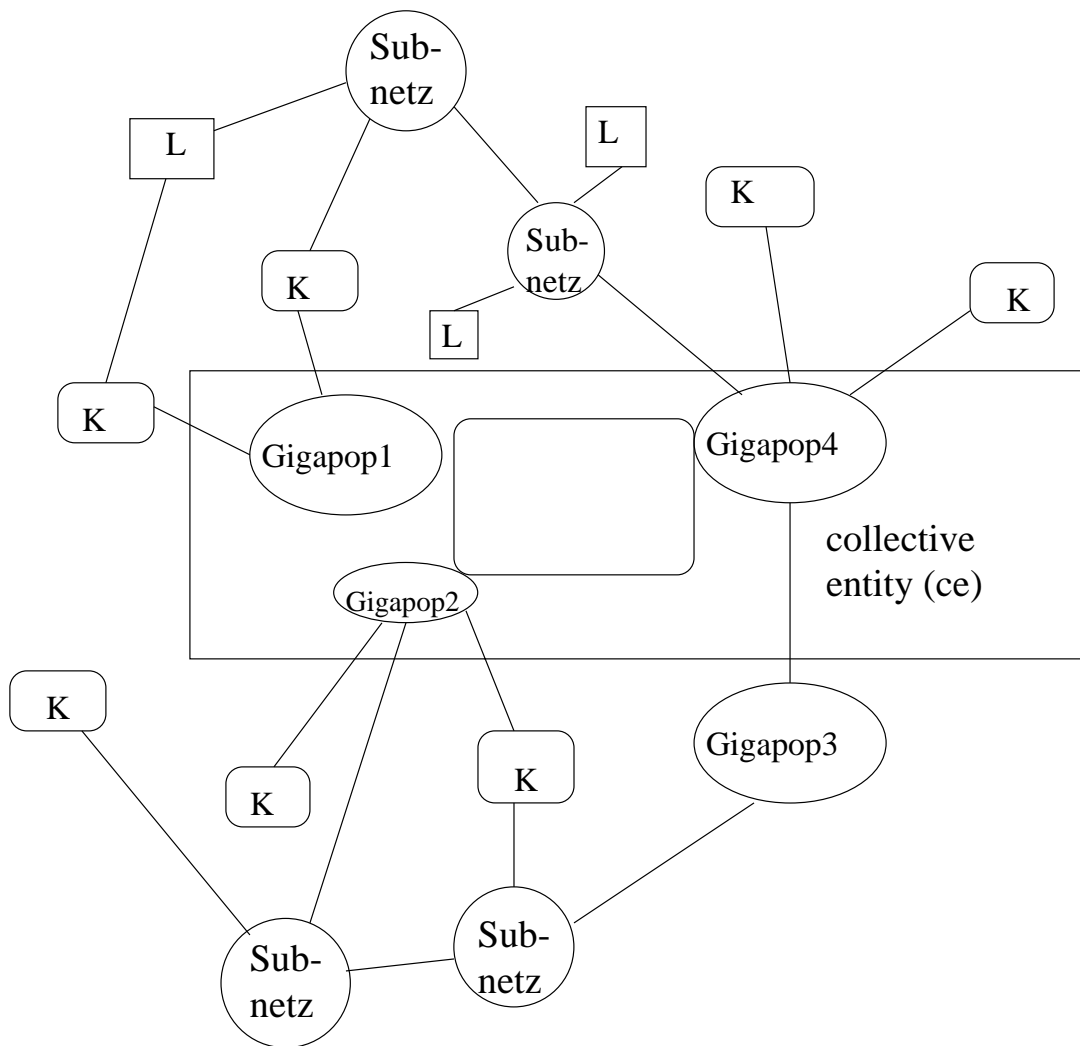 Sub-
netz
L
L
K
Sub-
netz
K
K
L
K
Gigapop1
Gigapop4
collective
entity (ce)
Gigapop2
K
K
K
Gigapop3
Sub-
netz
Sub-
netz